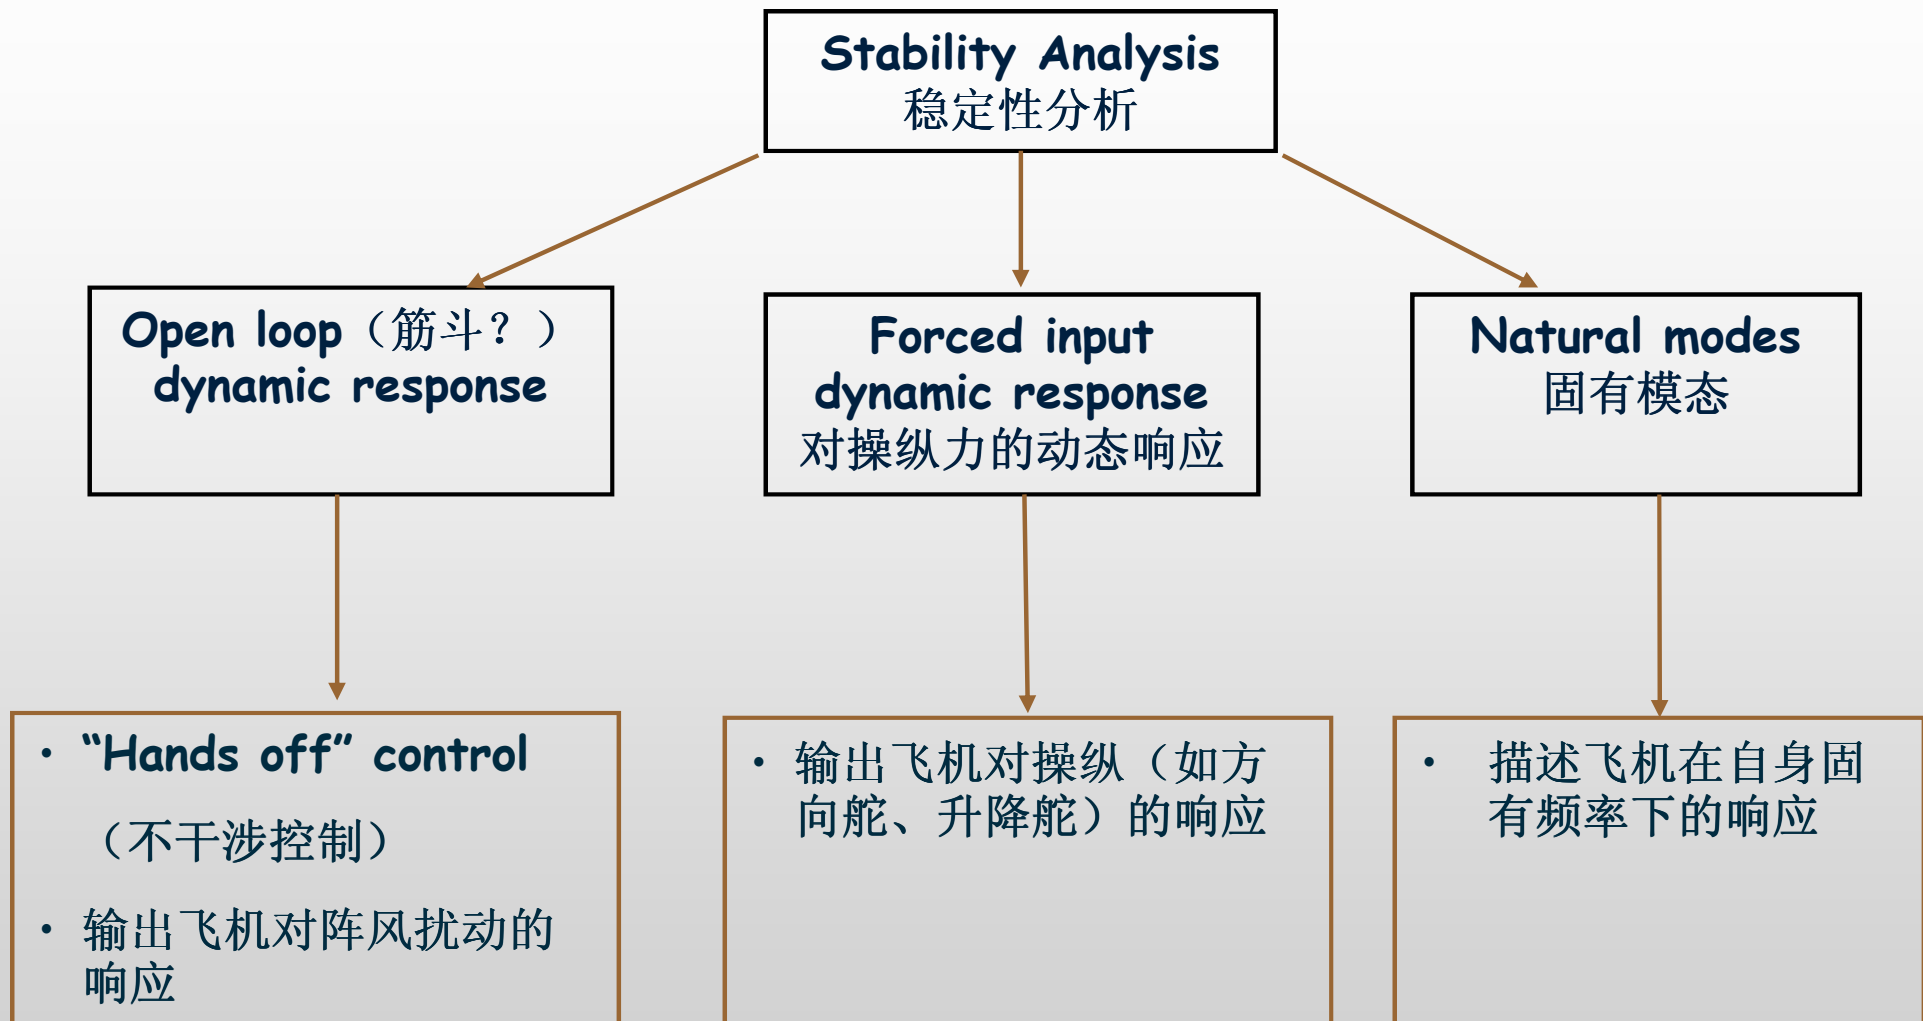 Stability Analysis
稳定性分析
Open loop（筋斗？）
dynamic response
Forced input
dynamic response
对操纵力的动态响应
Natural modes
固有模态
• “Hands off” control
（不干涉控制）
• 输出飞机对阵风扰动的
响应
• 输出飞机对操纵（如方
向舵、升降舵）的响应
• 描述飞机在自身固
有频率下的响应